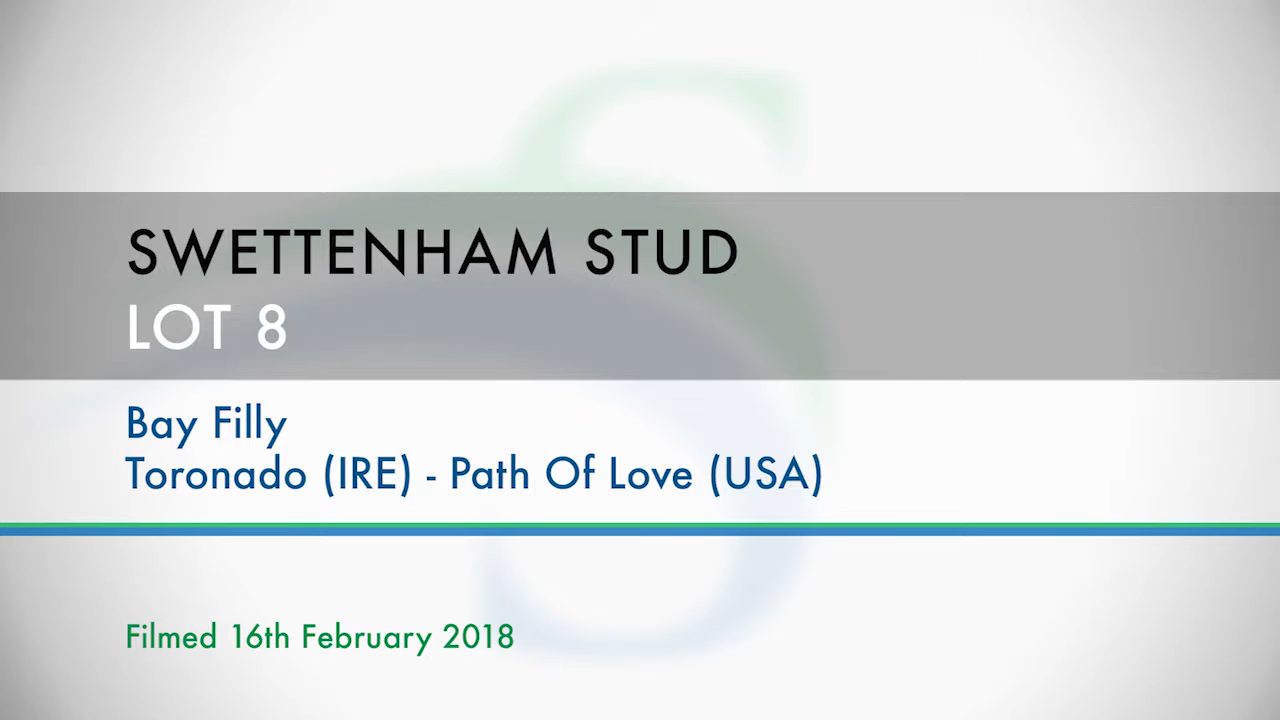 SWETTENHAM STUD
LOT 8
Bay Filly
Toronado (IRE) - Path Of Love (USA)
Filmed 16th February 2018